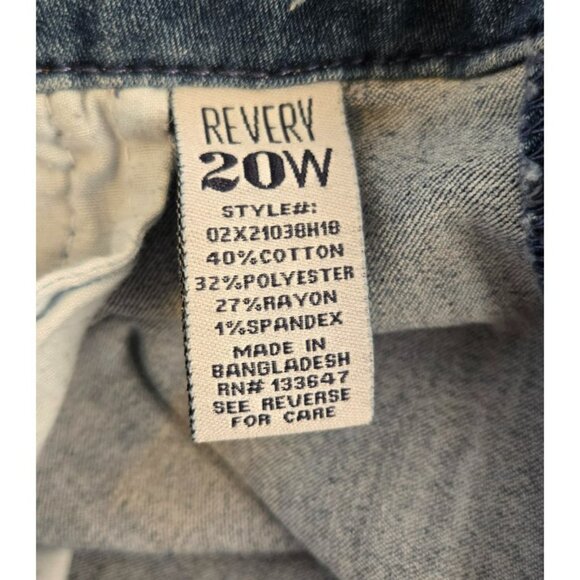 REVERY
20W
STYLE#:
02X21038H18
40%COTTON
32%POLYESTER
27%RAYON
1%SPANDEX
MADE IN
BANGLADESH
RN# 133647
SEE REVERSE
FOR CARE